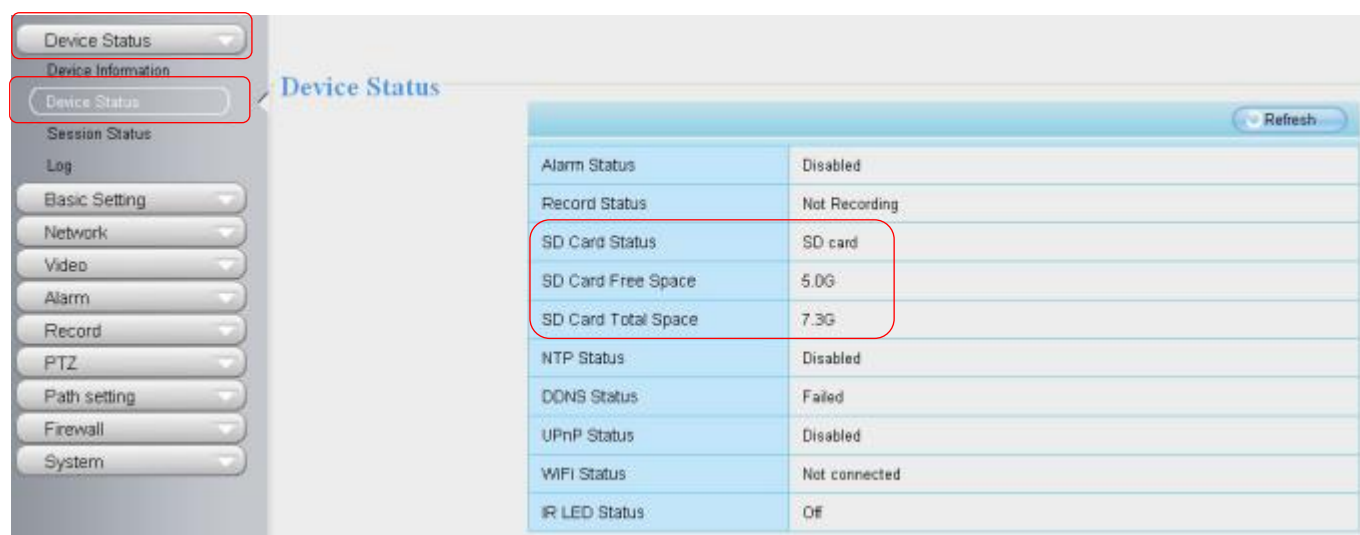 Device Status
Device Information
Device Status
Session Status
Log
Basic Setting
Network
Video
Alarm
Record
PTZ
Path setting
Firewall
System
Device Status
Refresh
Alarm Status Disabled
Record Status Not Recording
SD Card Status SD card
SD Card Free Space 5.0G
SD Card Total Space 7.3G
NTP Status Disabled
DDNS Status Failed
UPnP Status Disabled
WiFi Status Not connected
IR LED Status Off